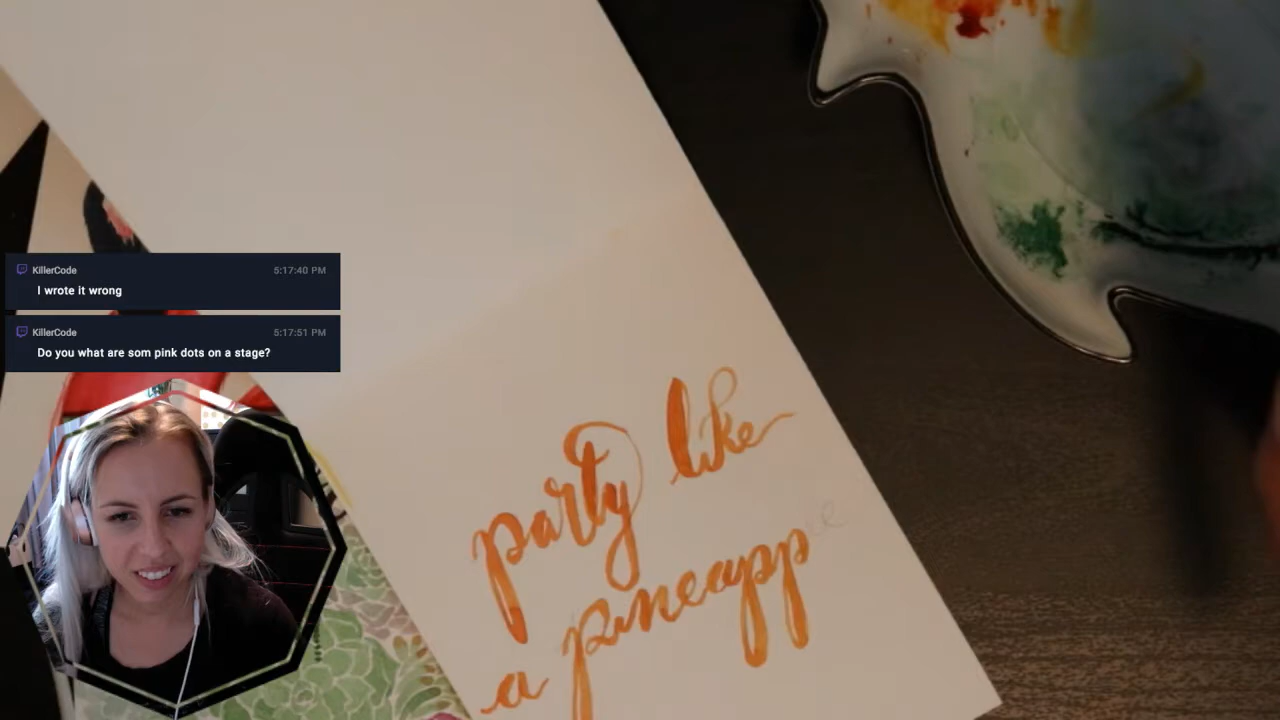 KillerCode 5:17:40 PM
I wrote it wrong
KillerCode 5:17:51 PM
Do you what are som pink dots on a stage?
party like
a pineapple